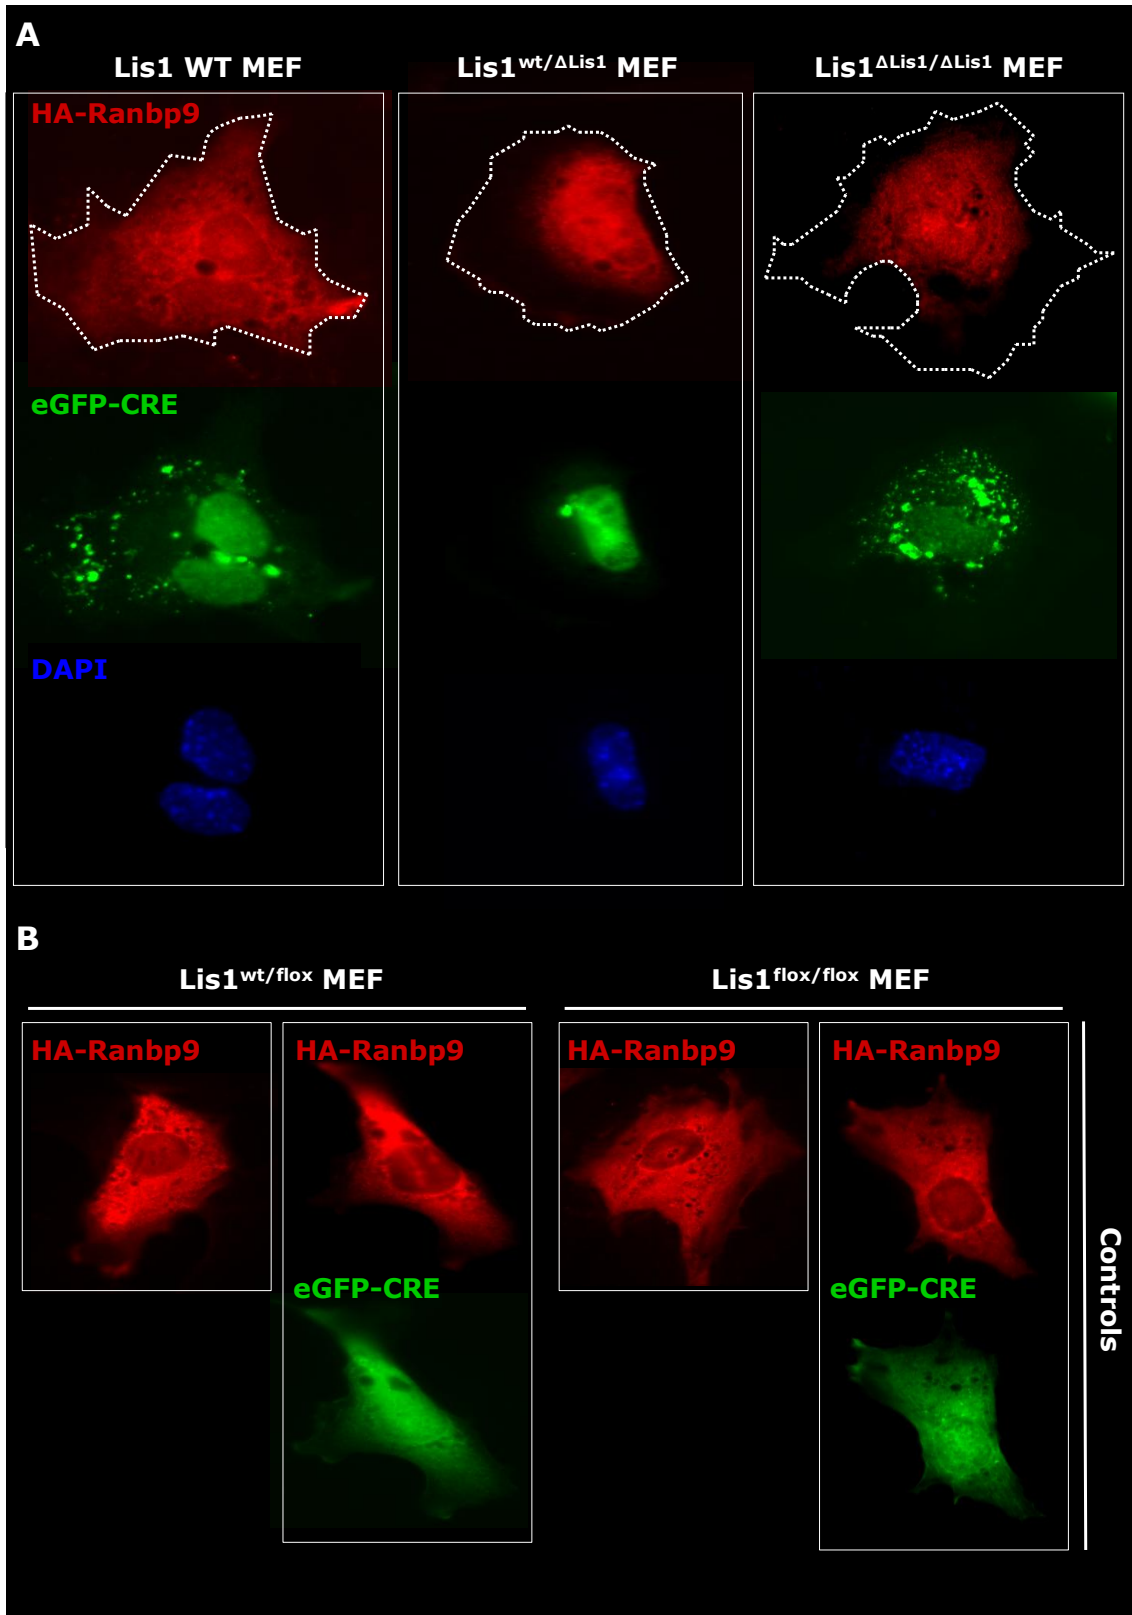 A
Lis1 WT MEF
Lis1wt/ΔLis1 MEF
Lis1ΔLis1/ΔLis1 MEF
HA-Ranbp9
eGFP-CRE
DAPI
B
Lis1wt/flox MEF
Lis1flox/flox MEF
HA-Ranbp9
HA-Ranbp9
HA-Ranbp9
HA-Ranbp9
eGFP-CRE
eGFP-CRE
Controls